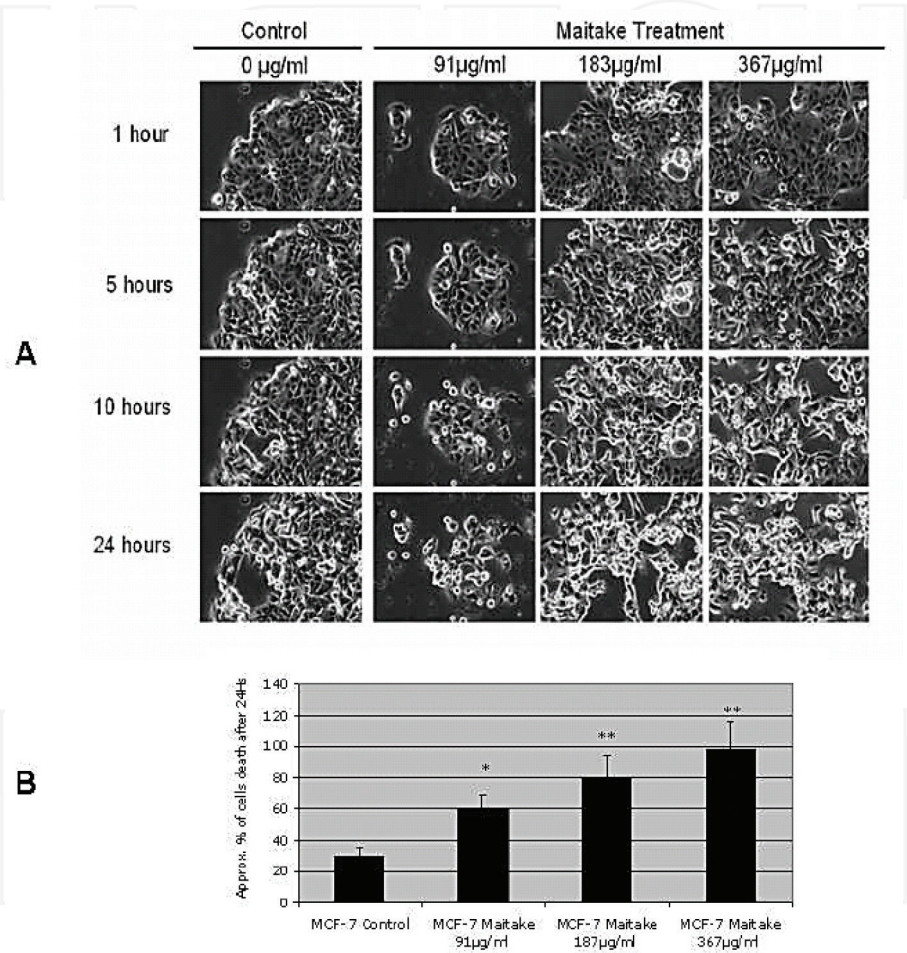 Control Maitake Treatment
0 µg/ml 91µg/ml 183µg/ml 367µg/ml
1 hour
5 hours
A
10 hours
24 hours
B
Approx. % of cells death after 24Hs
140
120
100
80
60
40
20
0
* ** **
MCF-7 Control MCF-7 Maitake MCF-7 Maitake MCF-7 Maitake
91µg/ml 187µg/ml 367µg/ml